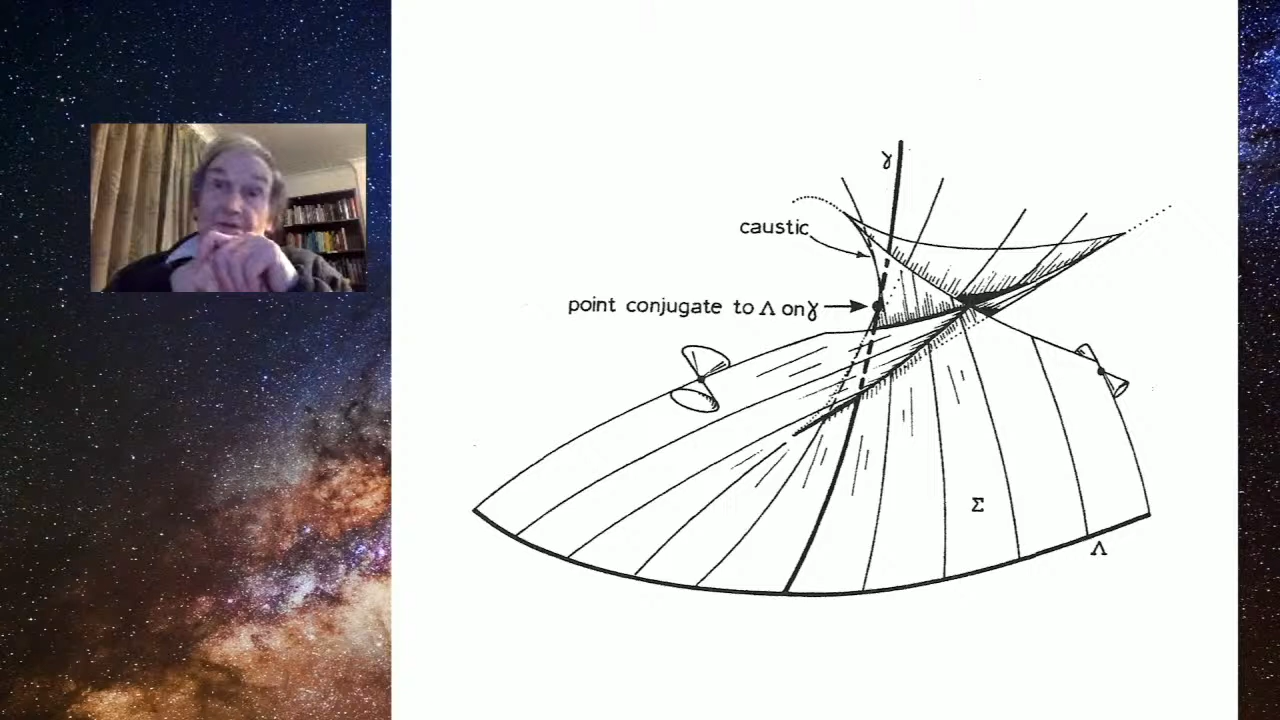 γ
caustic
point conjugate to Λ on γ
Σ
Λ